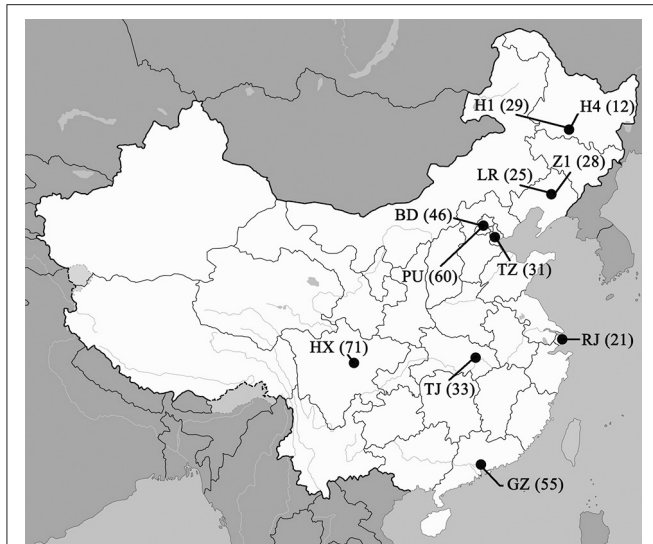 H1 (29)
H4 (12)
Z1 (28)
LR (25)
BD (46)
PU (60)
TZ (31)
HX (71)
RJ (21)
TJ (33)
GZ (55)